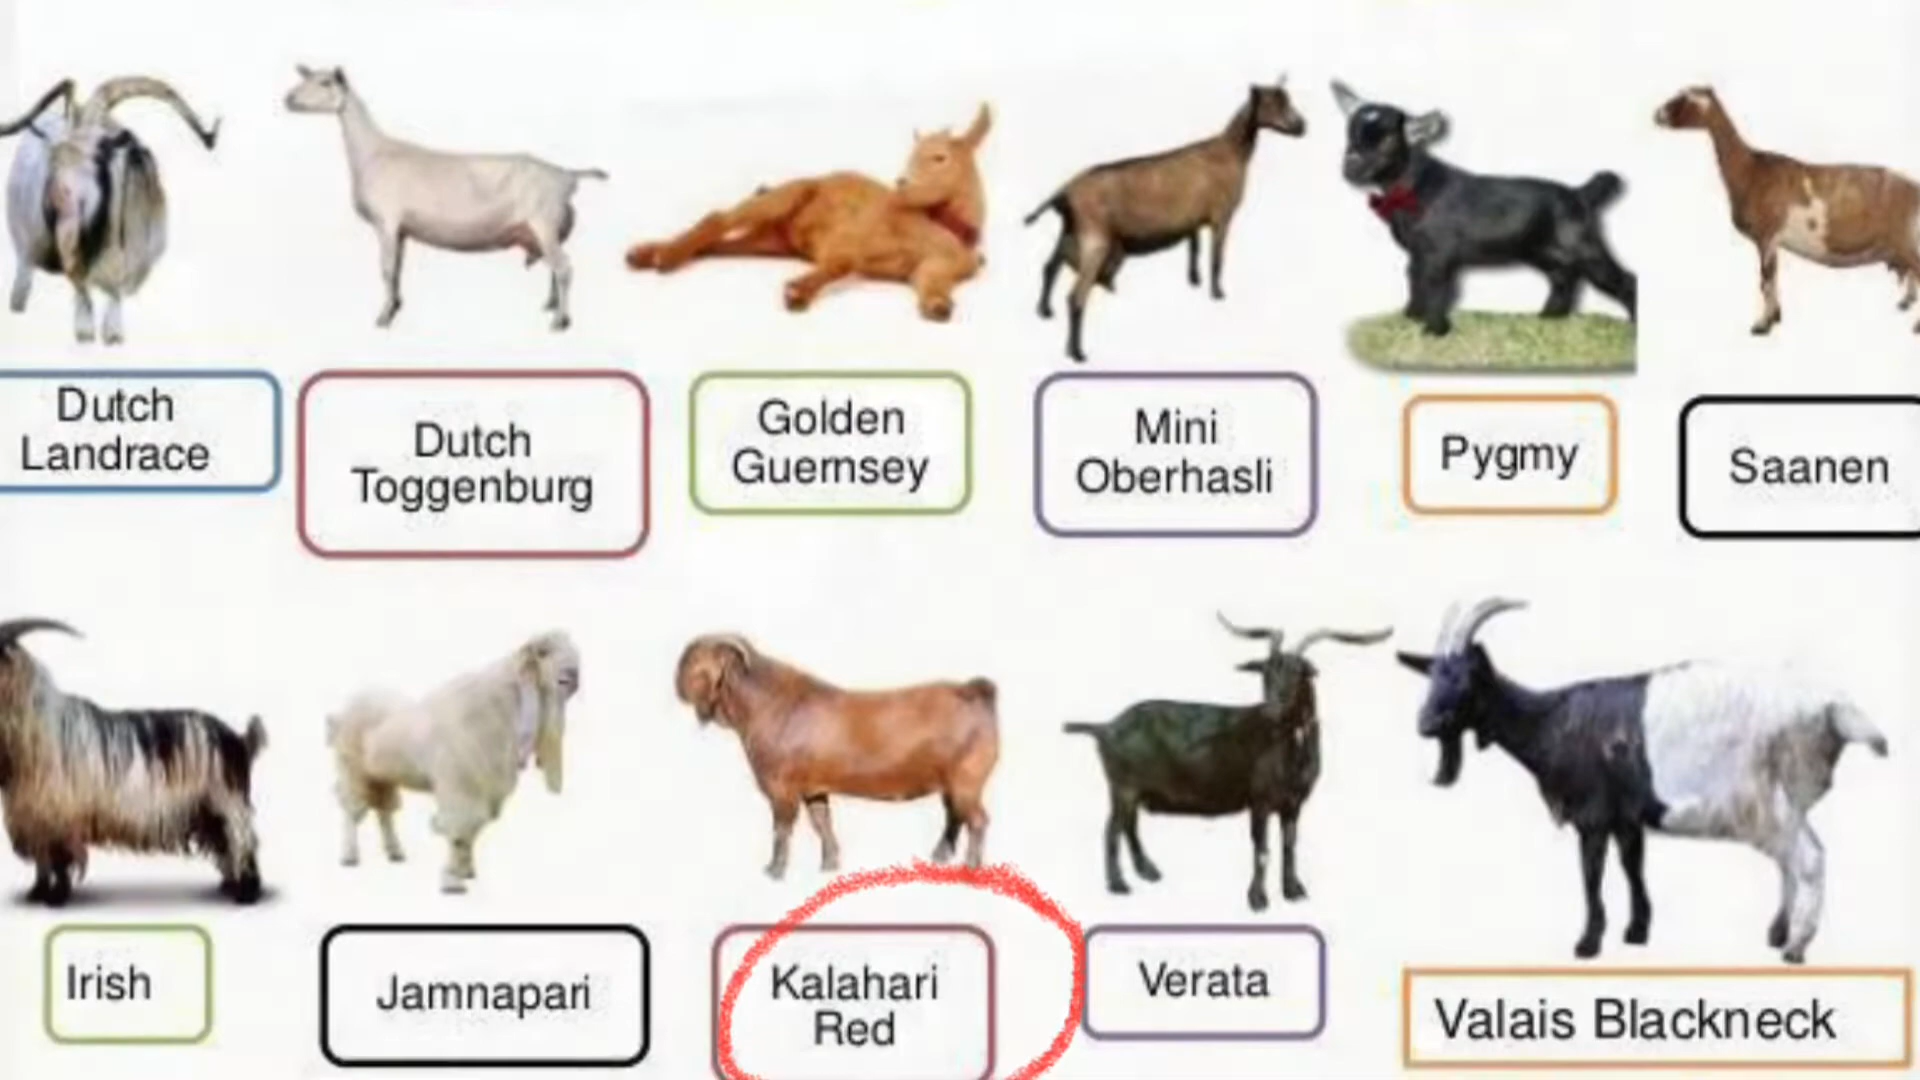 Dutch
Landrace
Dutch
Toggenburg
Golden
Guernsey
Mini
Oberhasli
Pygmy
Saanen
Irish
Jamnapari
Kalahari
Red
Verata
Valais Blackneck